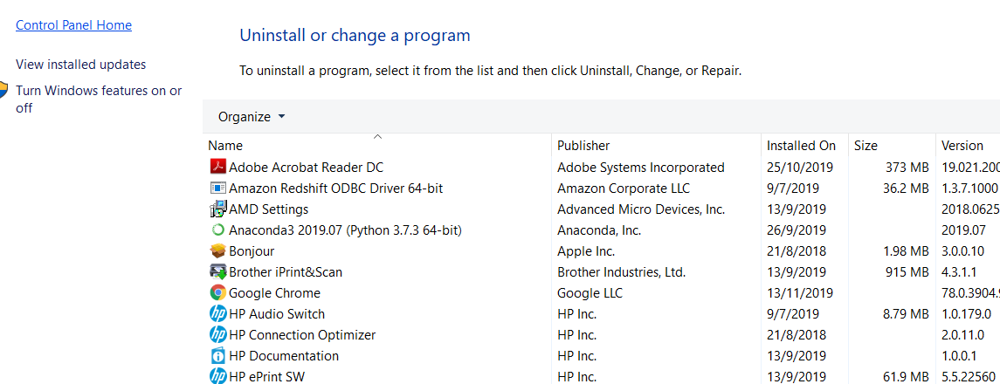 Control Panel Home
View installed updates
Turn Windows features on or
off
Uninstall or change a program
To uninstall a program, select it from the list and then click Uninstall, Change, or Repair.
Organize
Name Publisher Installed On Size Version
Adobe Acrobat Reader DC Adobe Systems Incorporated 25/10/2019 373 MB 19.021.200
Amazon Redshift ODBC Driver 64-bit Amazon Corporate LLC 9/7/2019 36.2 MB 1.3.7.1000
AMD Settings Advanced Micro Devices, Inc. 13/9/2019 2018.0625
Anaconda3 2019.07 (Python 3.7.3 64-bit) Anaconda, Inc. 26/9/2019 2019.07
Bonjour Apple Inc. 21/8/2018 1.98 MB 3.0.0.10
Brother iPrint&Scan Brother Industries, Ltd. 13/9/2019 915 MB 4.3.1.1
Google Chrome Google LLC 13/11/2019 78.0.3904.9
HP Audio Switch HP Inc. 9/7/2019 8.79 MB 1.0.179.0
HP Connection Optimizer HP Inc. 21/8/2018 2.0.11.0
HP Documentation HP Inc. 13/9/2019 1.0.0.1
HP ePrint SW HP Inc. 13/9/2019 61.9 MB 5.5.22560